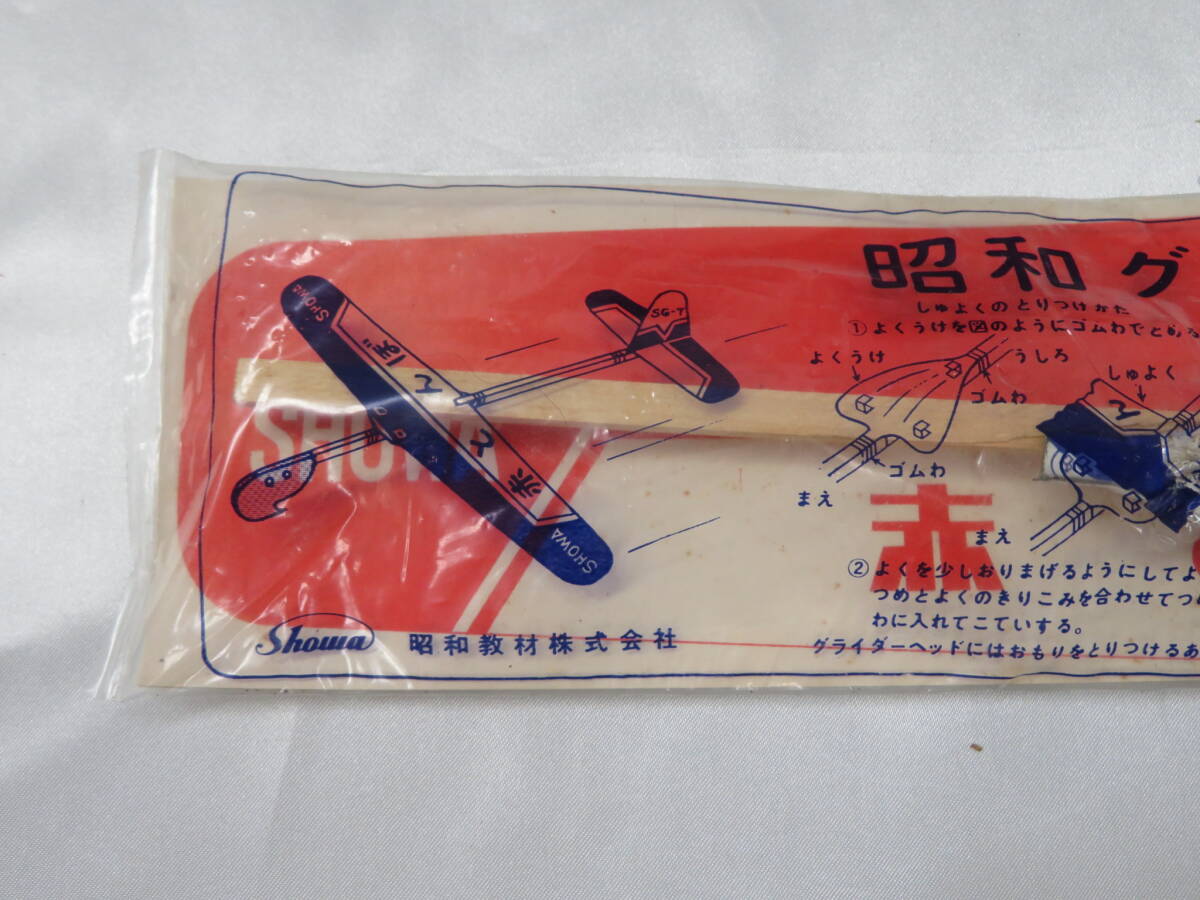 昭和グ
しゅよくのとりつけかた
①よくうけを図のようにゴムわでとめる
よくうけ
うしろ
ゴムわ
しゅよく
ゴムわ
まえ
まえ
SHOWA
SG-T
赤とんぼ
SHOWA
SHOWA
赤
②よくを少しおりまげるようにしてよ
つめとよくのきりこみを合わせてつ
わに入れてこていする。
グライダーヘッドにはおもりをとりつけるあ
Showa 昭和教材株式会社